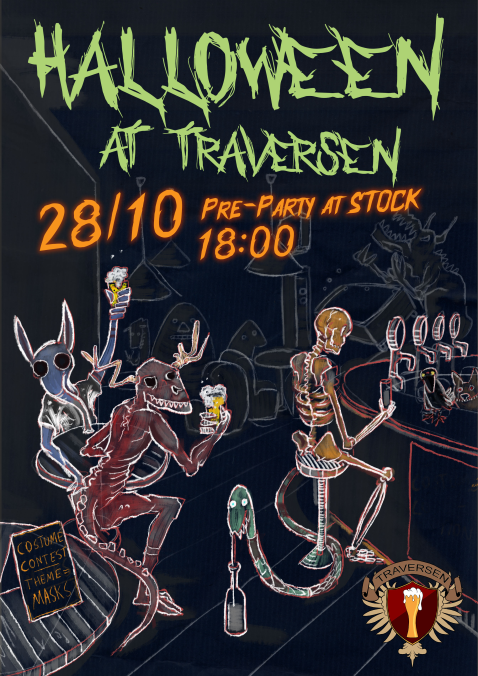 HALLOWEEN
AT TRAVERSEN
28/10 PRE-PARTY AT STOCK
18:00
COSTUME
CONTEST
THEME=
MASKS
TRAVERSEN